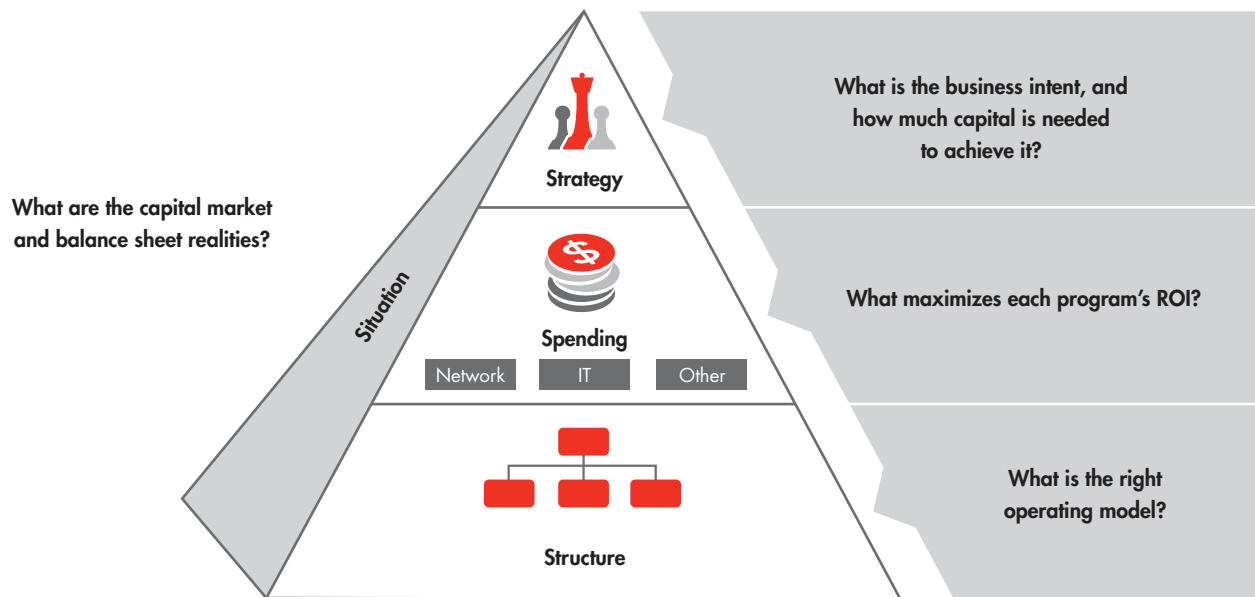 What are the capital market
and balance sheet realities?
Situation
Strategy
What is the business intent, and
how much capital is needed
to achieve it?
$
Spending
Network
IT
Other
What maximizes each program’s ROI?
Structure
What is the right
operating model?